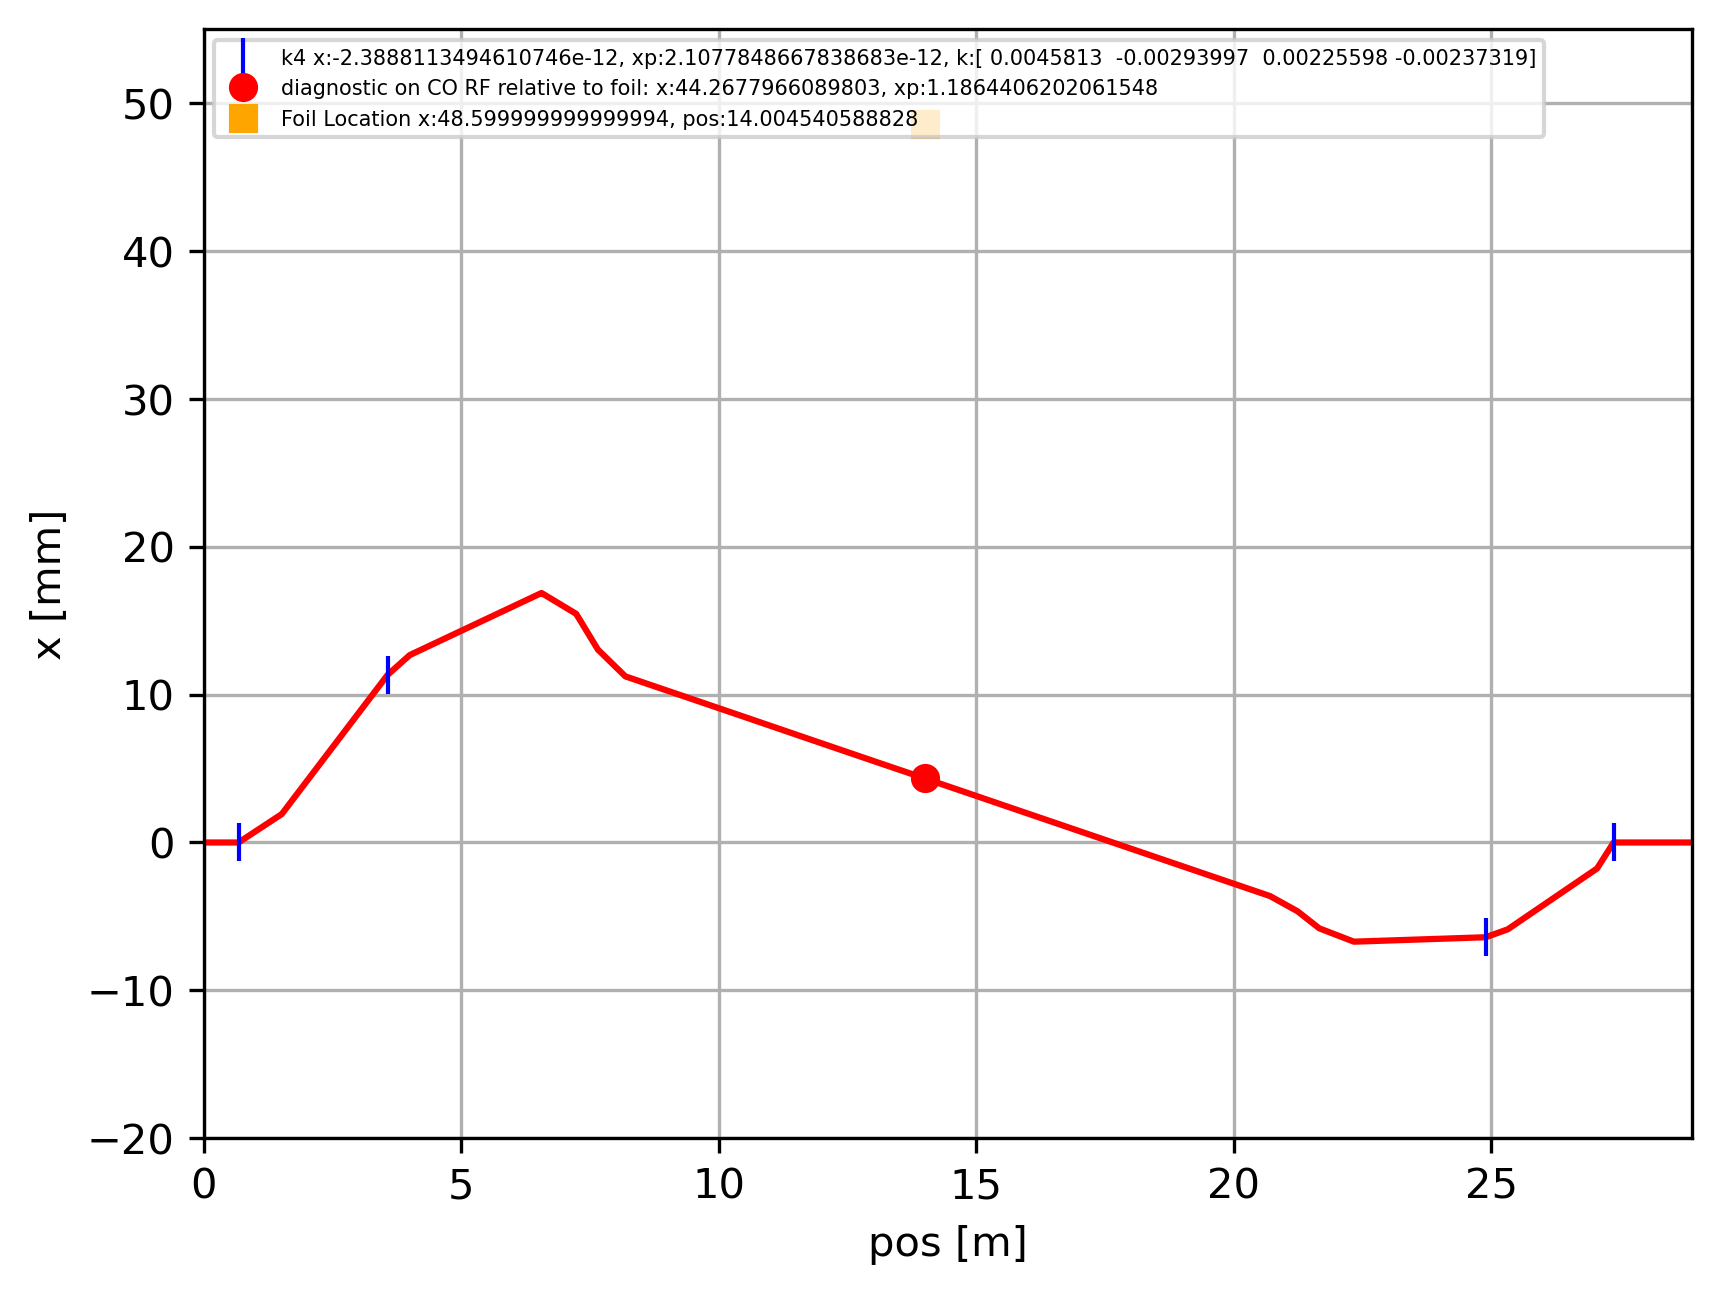 k4 x:-2.3888113494610746e-12, xp:2.1077848667838683e-12, k:[ 0.0045813  -0.00293997  0.00225598 -0.00237319]
diagnostic on CO RF relative to foil: x:44.2677966089803, xp:1.1864406202061548
Foil Location x:48.599999999999994, pos:14.004540588828
50
40
30
20
10
0
−10
−20
x [mm]
0 5 10 15 20 25
pos [m]